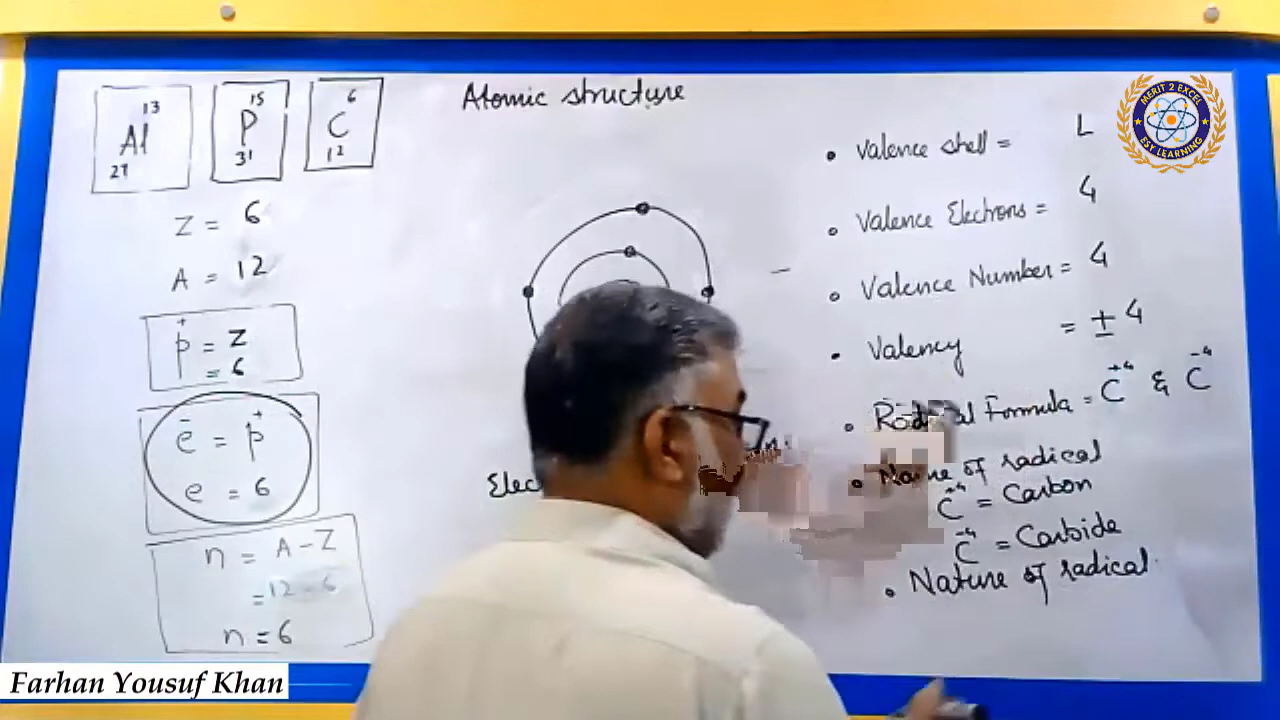 13
Al
27
15
P
31
6
C
12
Z = 6
A = 12
p⁺ = Z
= 6
e⁻ = p⁺
e = 6
n = A - Z
= 12 - 6
n = 6
Atomic structure
• Valence shell = L
• Valence Electrons = 4
• Valence Number = 4
• Valency = ± 4
• Radical Formula = C⁺⁴ & C⁻⁴
• Name of radical
C⁺⁴ = Carbon
C⁻⁴ = Carbide
• Nature of radical
MERIT 2 EXCEL
ESY LEARNING
Farhan Yousuf Khan